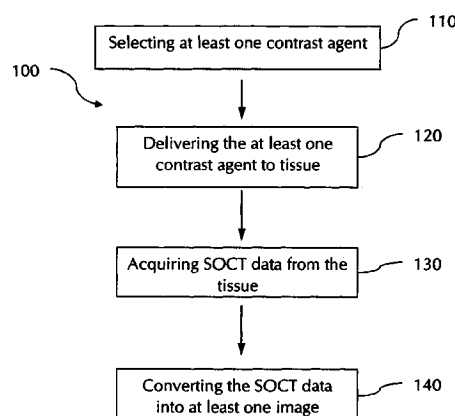 Selecting at least one contrast agent
110
100
Delivering the at least one
contrast agent to tissue
120
Acquiring SOCT data from the
tissue
130
Converting the SOCT data
into at least one image
140